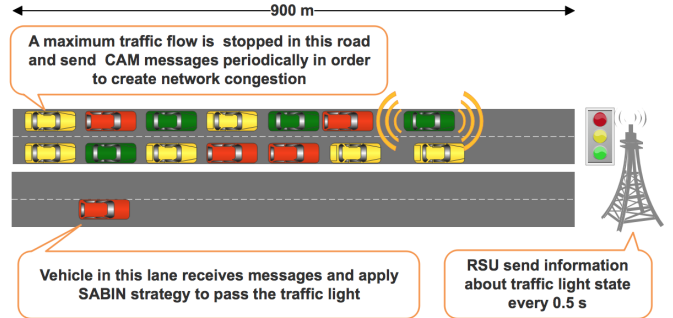 900 m
A maximum traffic flow is stopped in this road
and send CAM messages periodically in order
to create network congestion
Vehicle in this lane receives messages and apply
SABIN strategy to pass the traffic light
RSU send information
about traffic light state
every 0.5 s